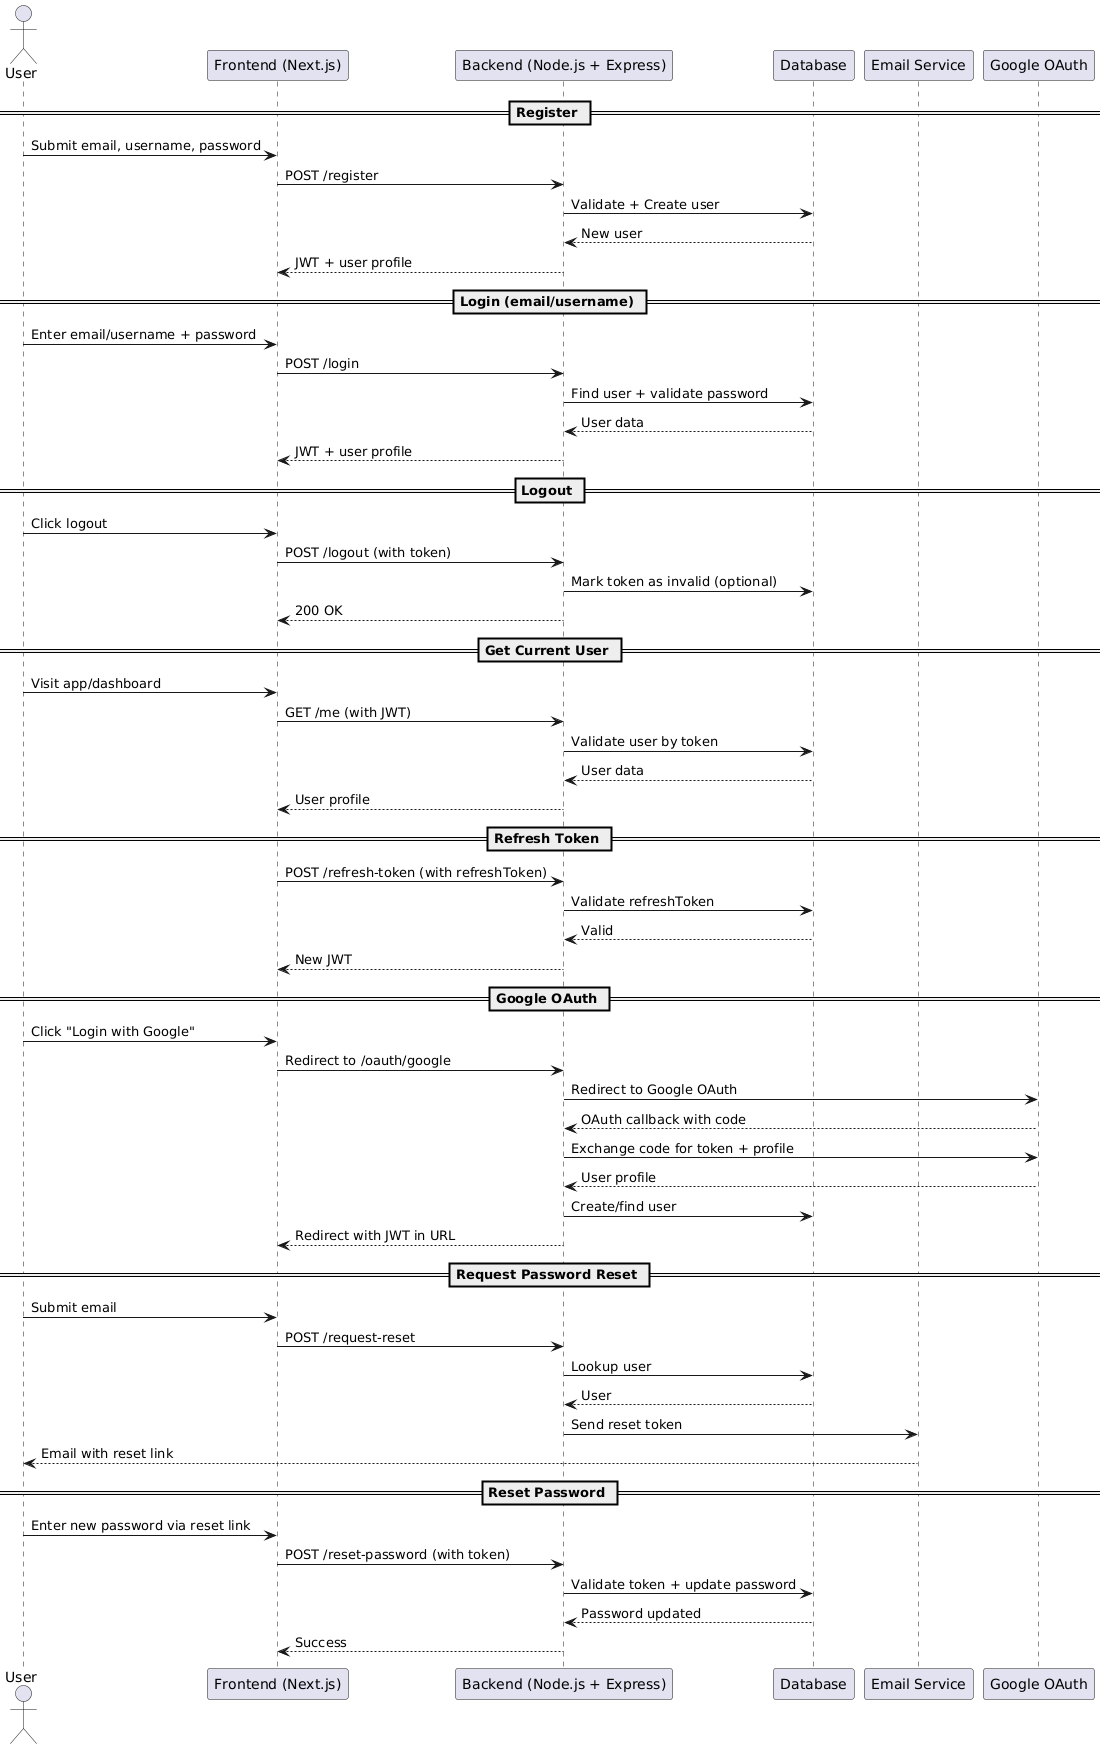 User
Frontend (Next.js)
Backend (Node.js + Express)
Database
Email Service
Google OAuth
Register
Submit email, username, password
POST /register
Validate + Create user
New user
JWT + user profile
Login (email/username)
Enter email/username + password
POST /login
Find user + validate password
User data
JWT + user profile
Logout
Click logout
POST /logout (with token)
Mark token as invalid (optional)
200 OK
Get Current User
Visit app/dashboard
GET /me (with JWT)
Validate user by token
User data
User profile
Refresh Token
POST /refresh-token (with refreshToken)
Validate refreshToken
Valid
New JWT
Google OAuth
Click "Login with Google"
Redirect to /oauth/google
Redirect to Google OAuth
OAuth callback with code
Exchange code for token + profile
User profile
Create/find user
Redirect with JWT in URL
Request Password Reset
Submit email
POST /request-reset
Lookup user
User
Send reset token
Email with reset link
Reset Password
Enter new password via reset link
POST /reset-password (with token)
Validate token + update password
Password updated
Success
User
Frontend (Next.js)
Backend (Node.js + Express)
Database
Email Service
Google OAuth